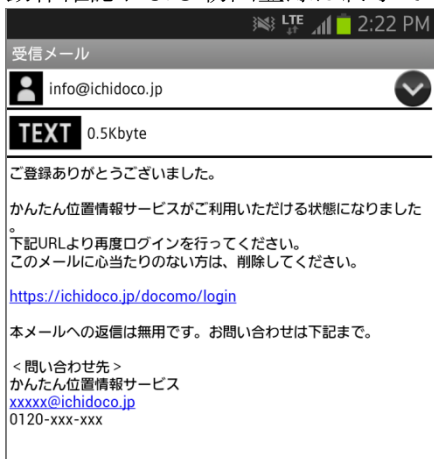 LTE 2:22 PM
受信メール
info@ichidoco.jp
TEXT 0.5Kbyte
ご登録ありがとうございました。
かんたん位置情報サービスがご利用いただける状態になりました
。
下記URLより再度ログインを行ってください。
このメールに心当たりのない方は、削除してください。
https://ichidoco.jp/docomo/login
本メールへの返信は無用です。お問い合わせは下記まで。
＜問い合わせ先＞
かんたん位置情報サービス
xxxxx@ichidoco.jp
0120-xxx-xxx